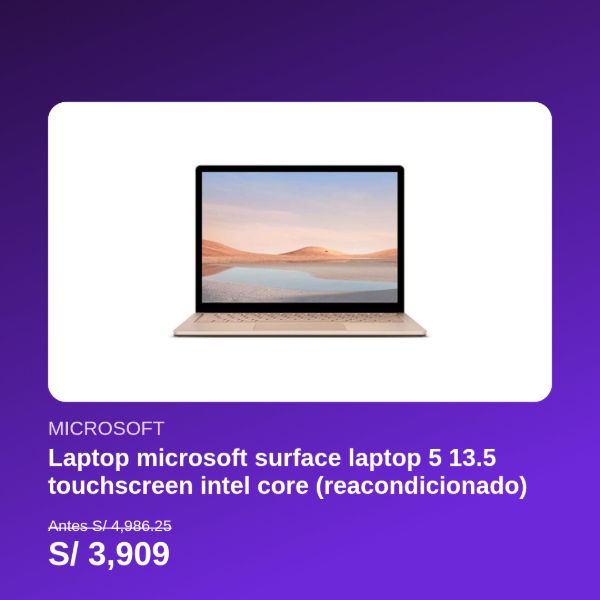 MICROSOFT
Laptop microsoft surface laptop 5 13.5
touchscreen intel core (reacondicionado)
Antes S/ 4,986.25
S/ 3,909